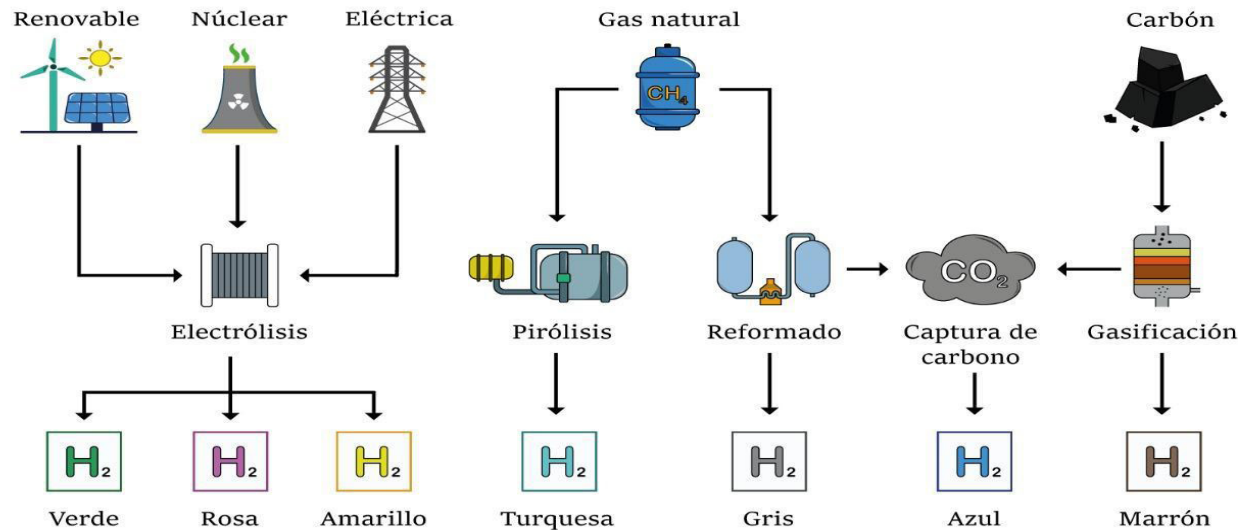 Renovable
Núclear
Eléctrica
Gas natural
Carbón
CH4
CO2
Electrólisis
Pirólisis
Reformado
Captura de
carbono
Gasificación
H2
H2
H2
H2
H2
H2
H2
Verde
Rosa
Amarillo
Turquesa
Gris
Azul
Marrón